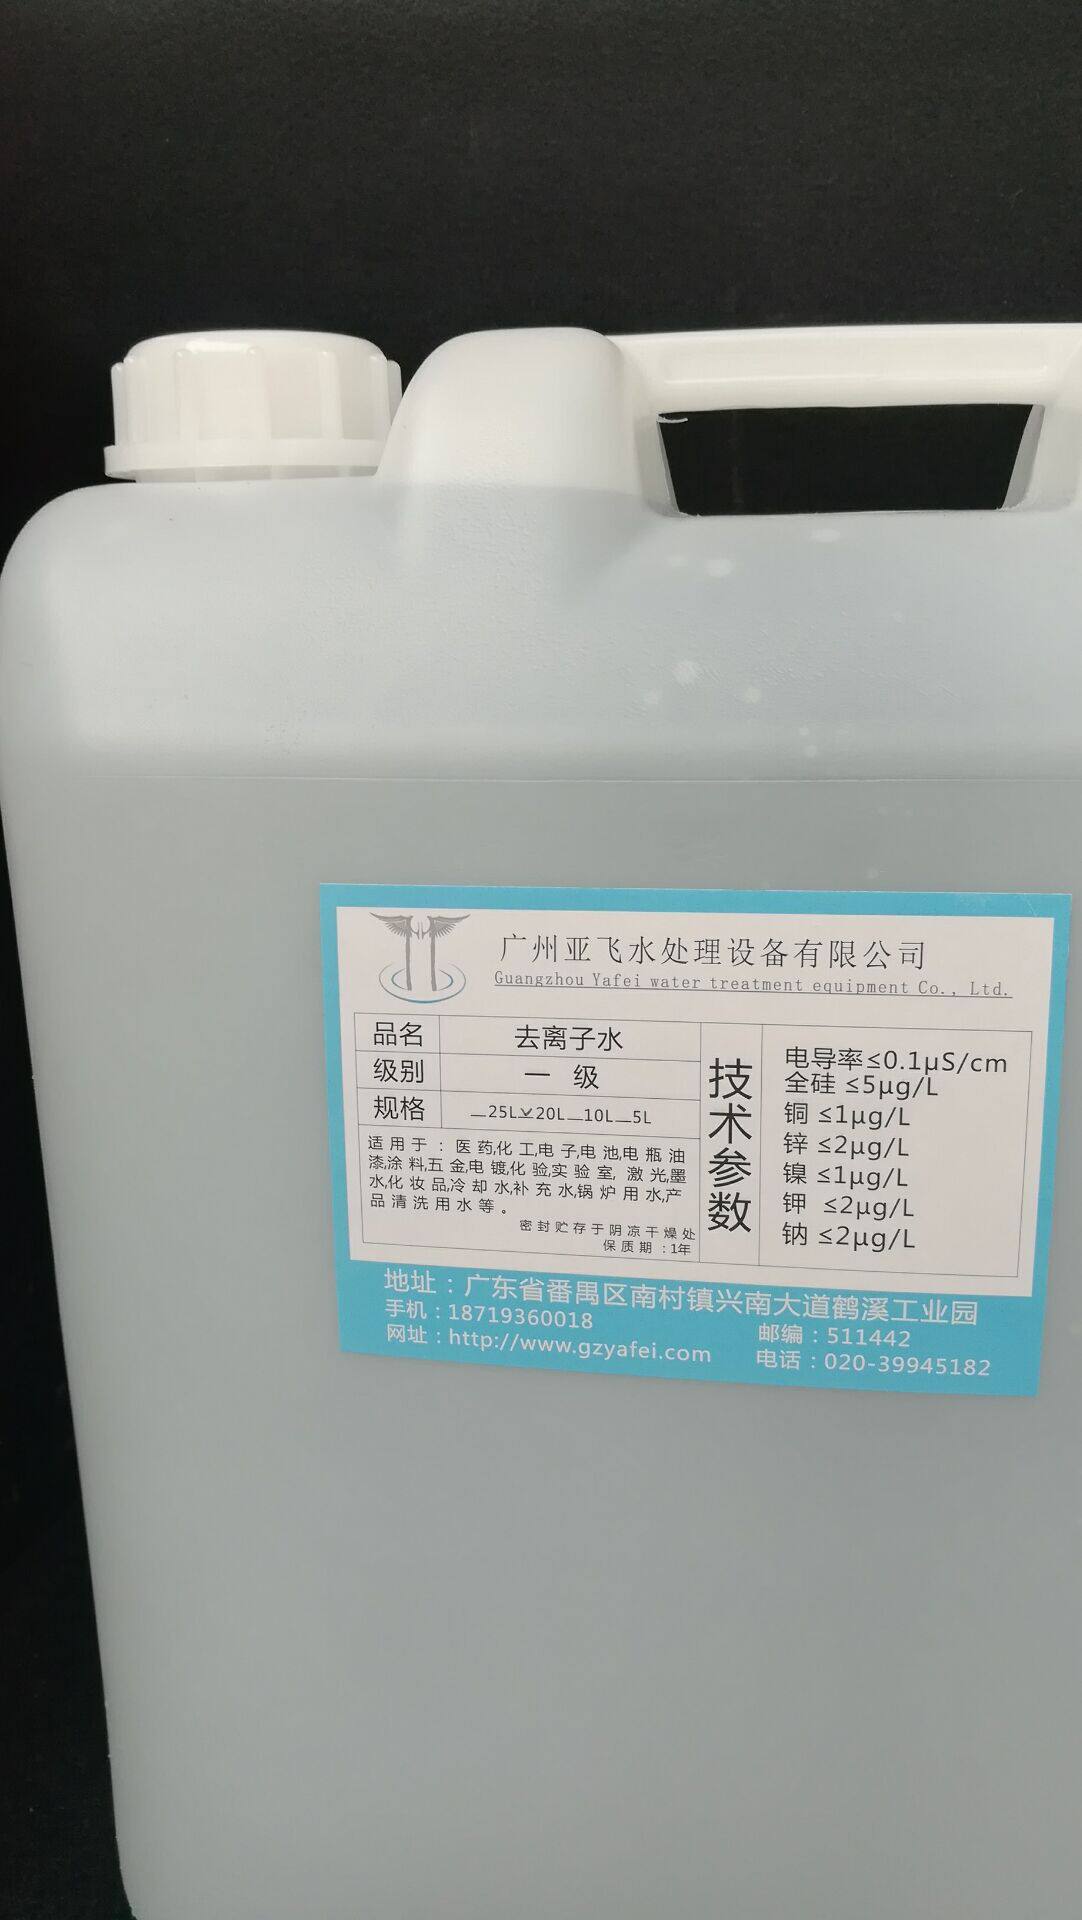 广州亚飞水处理设备有限公司
Guangzhou Yafei water treatment equipment Co., Ltd.
品名 去离子水
级别 一 级
规格 _25L✓20L_10L_5L
适用于：医药,化工,电子,电池,电瓶油
漆,涂料,五金,电镀,化验,实验室,激光,墨
水,化妆品,冷却水,补充水,锅炉用水,产
品清洗用水等。
密封贮存于阴凉干燥处
保质期:1年
技术参数
电导率≤0.1μS/cm
全硅 ≤5μg/L
铜 ≤1μg/L
锌 ≤2μg/L
镍 ≤1μg/L
钾 ≤2μg/L
钠 ≤2μg/L
地址：广东省番禺区南村镇兴南大道鹤溪工业园
手机：18719360018
邮编：511442
网址：http://www.gzyafei.com
电话：020-39945182